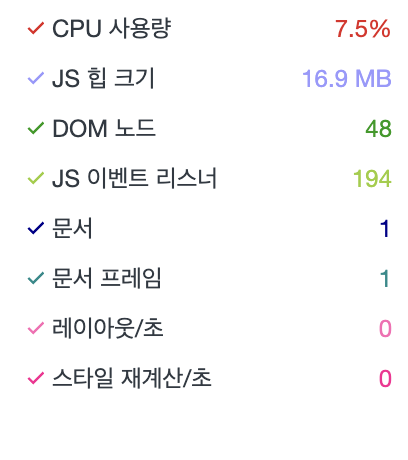 CPU 사용량 7.5%
JS 힙 크기 16.9 MB
DOM 노드 48
JS 이벤트 리스너 194
문서 1
문서 프레임 1
레이아웃/초 0
스타일 재계산/초 0